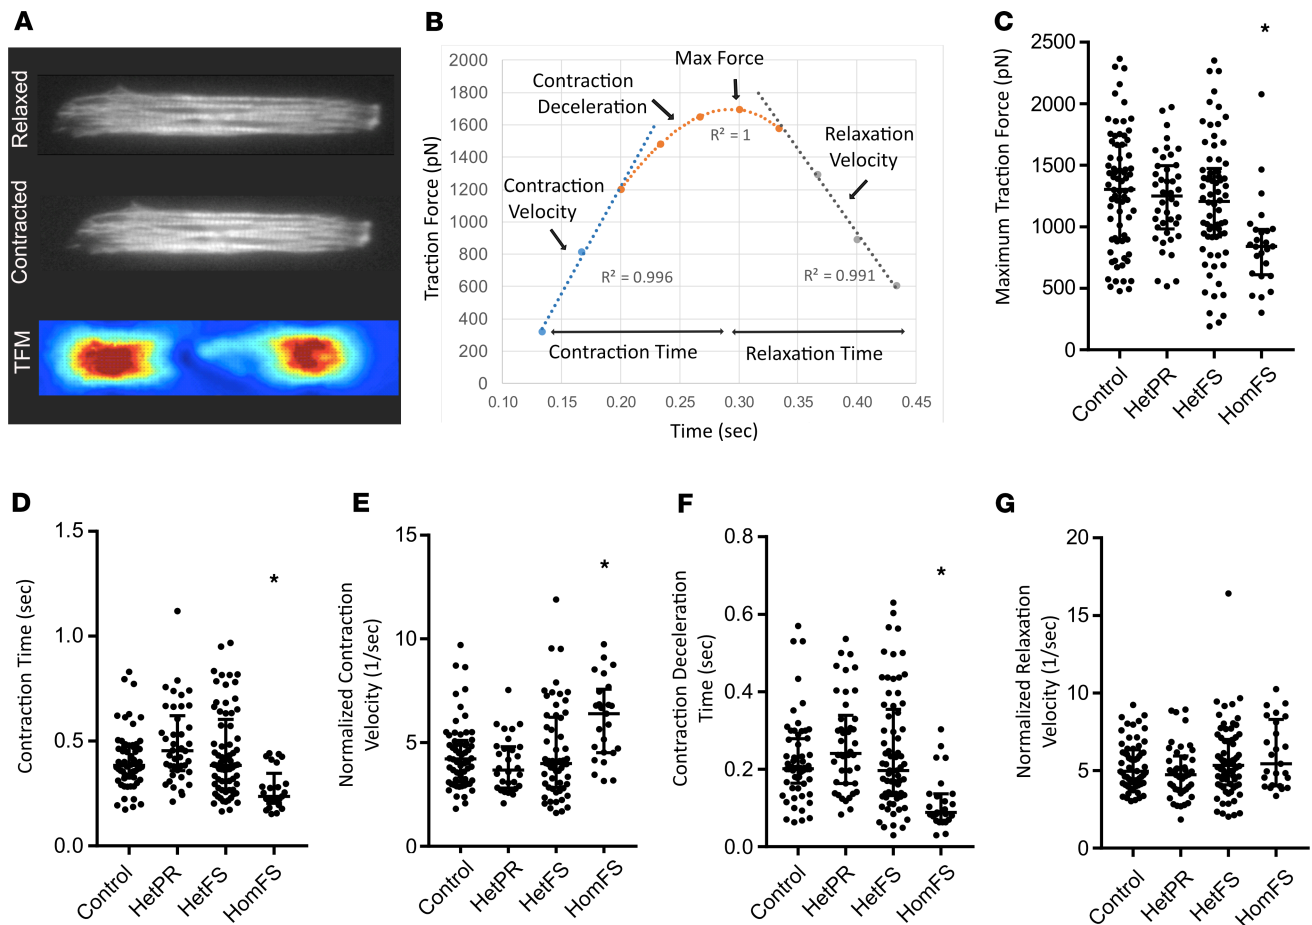 A
Relaxed
Contracted
TFM
B
Traction Force (pN)
2000
1800
1600
1400
1200
1000
800
600
400
200
0
Max Force
Contraction
Deceleration
R² = 1
Relaxation
Velocity
Contraction
Velocity
R² = 0.996
R² = 0.991
Contraction Time
Relaxation Time
0.10
0.15
0.20
0.25
0.30
0.35
0.40
0.45
Time (sec)
C
Maximum Traction Force (pN)
2500
2000
1500
1000
500
0
*
Control
HetPR
HetFS
HomFS
D
Contraction Time (sec)
1.5
1.0
0.5
0.0
*
Control
HetPR
HetFS
HomFS
E
Normalized Contraction
Velocity (1/sec)
15
10
5
0
*
Control
HetPR
HetFS
HomFS
F
Contraction Deceleration
Time (sec)
0.8
0.6
0.4
0.2
0.0
*
Control
HetPR
HetFS
HomFS
G
Normalized Relaxation
Velocity (1/sec)
20
15
10
5
0
Control
HetPR
HetFS
HomFS